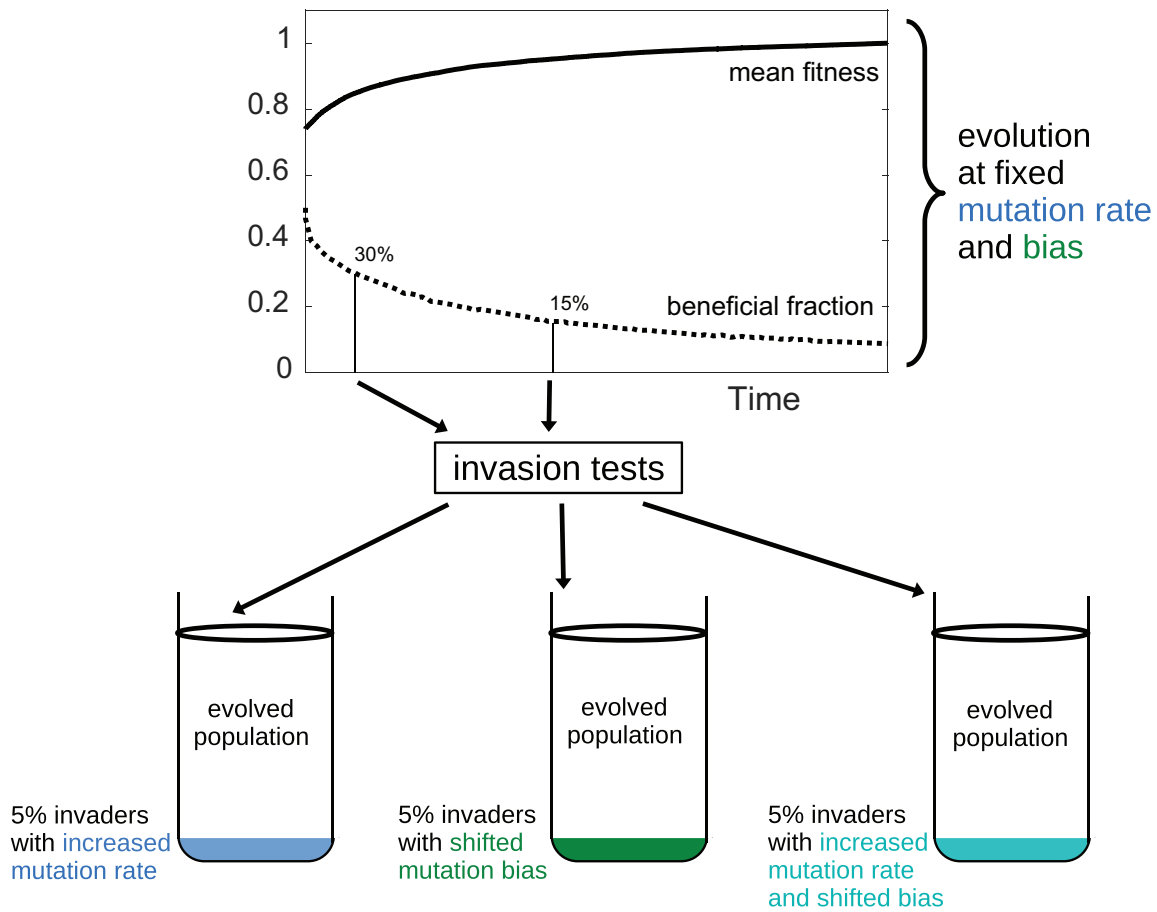 1
0.8
0.6
0.4
0.2
0
mean fitness
30%
15%
beneficial fraction
Time
evolution
at fixed
mutation rate
and bias
invasion tests
evolved
population
5% invaders
with increased
mutation rate
evolved
population
5% invaders
with shifted
mutation bias
evolved
population
5% invaders
with increased
mutation rate
and shifted bias